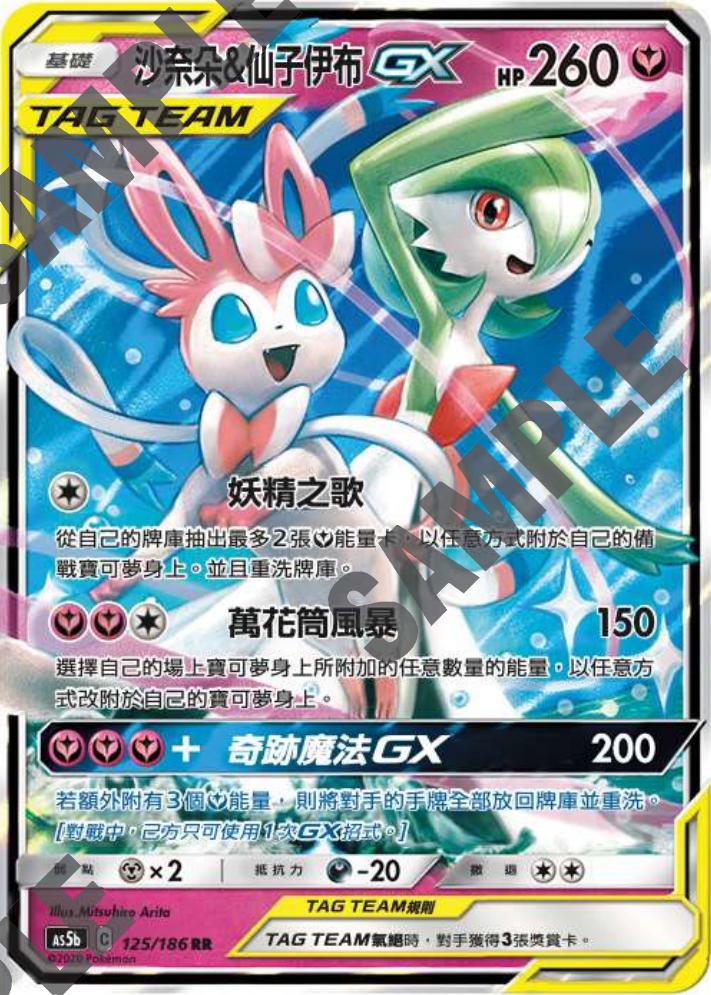 基礎 沙奈朵&仙子伊布GX HP260
TAG TEAM
妖精之歌
從自己的牌庫抽出最多2張能量卡,以任意方式附於自己的備
戰寶可夢身上。並且重洗牌庫。
萬花筒風暴 150
選擇自己的場上寶可夢身上所附加的任意數量的能量,以任意方
式改附於自己的寶可夢身上。
+ 奇跡魔法GX 200
若額外附有3個能量,則將對手的手牌全部放回牌庫並重洗。
[對戰中,己方只可使用1次GX招式。]
弱點 ×2 抵抗力 -20 撤退
Illus. Mitsuhiro Arita
TAG TEAM規則
AS5b C 125/186 RR
TAG TEAM氣絕時,對手獲得3張獎賞卡。
©2020 Pokémon
SAMPLE
SAMPLE
SAMPLE